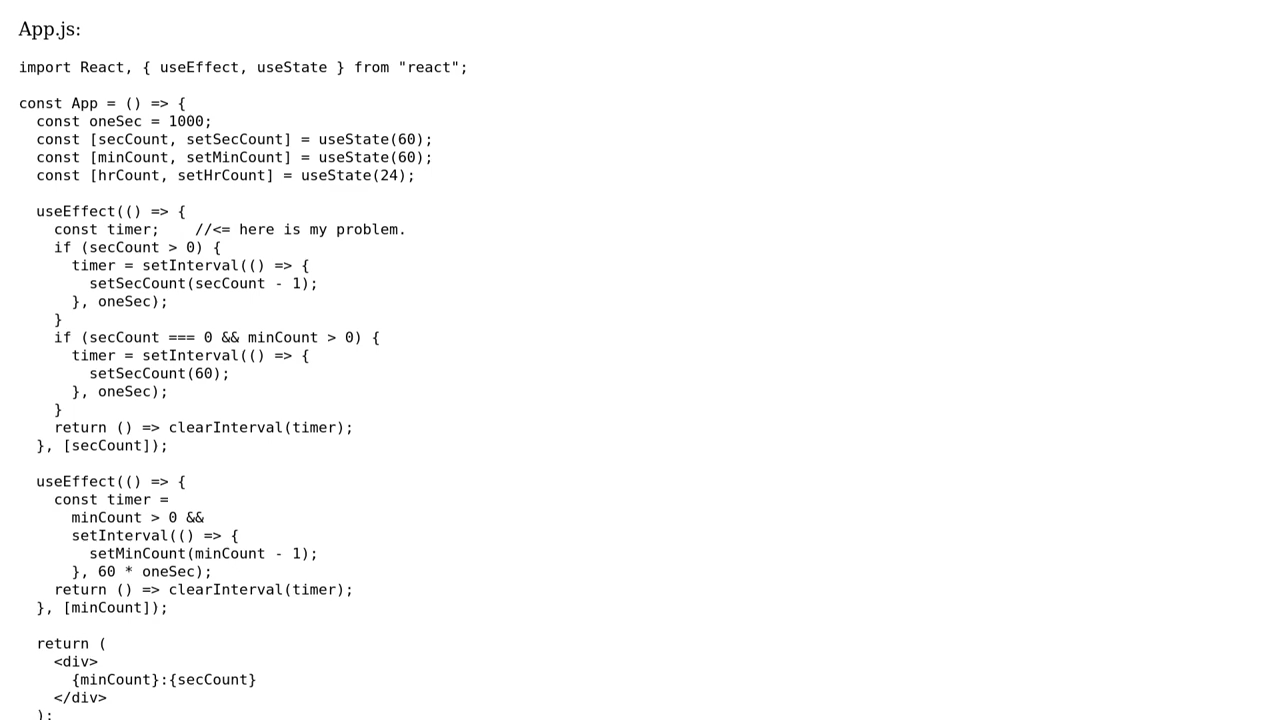 App.js:
import React, { useEffect, useState } from "react";
const App = () => {
  const oneSec = 1000;
  const [secCount, setSecCount] = useState(60);
  const [minCount, setMinCount] = useState(60);
  const [hrCount, setHrCount] = useState(24);
  useEffect(() => {
    const timer;    //<= here is my problem.
    if (secCount > 0) {
      timer = setInterval(() => {
        setSecCount(secCount - 1);
      }, oneSec);
    }
    if (secCount === 0 && minCount > 0) {
      timer = setInterval(() => {
        setSecCount(60);
      }, oneSec);
    }
    return () => clearInterval(timer);
  }, [secCount]);
  useEffect(() => {
    const timer =
      minCount > 0 &&
      setInterval(() => {
        setMinCount(minCount - 1);
      }, 60 * oneSec);
    return () => clearInterval(timer);
  }, [minCount]);
  return (
    <div>
      {minCount}:{secCount}
    </div>
  );